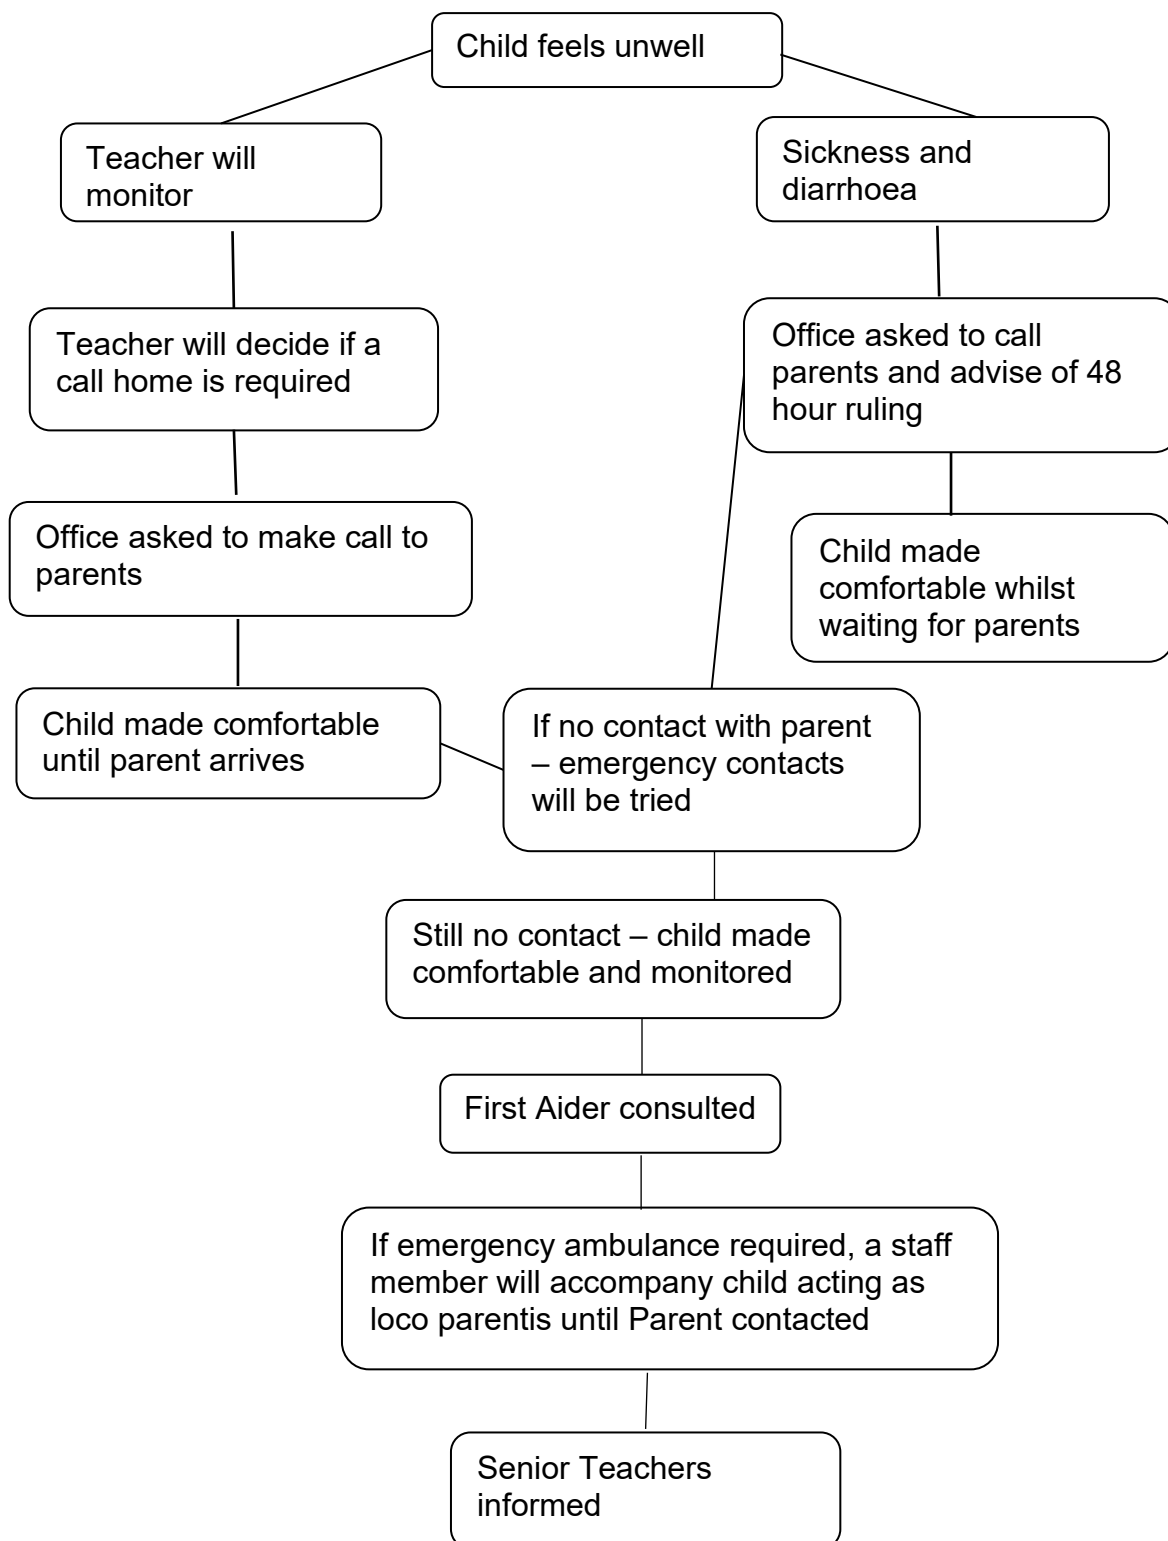 Child feels unwell
Teacher will
monitor
Sickness and
diarrhoea
Teacher will decide if a
call home is required
Office asked to call
parents and advise of 48
hour ruling
Office asked to make call to
parents
Child made
comfortable whilst
waiting for parents
Child made comfortable
until parent arrives
If no contact with parent
– emergency contacts
will be tried
Still no contact – child made
comfortable and monitored
First Aider consulted
If emergency ambulance required, a staff
member will accompany child acting as
loco parentis until Parent contacted
Senior Teachers
informed